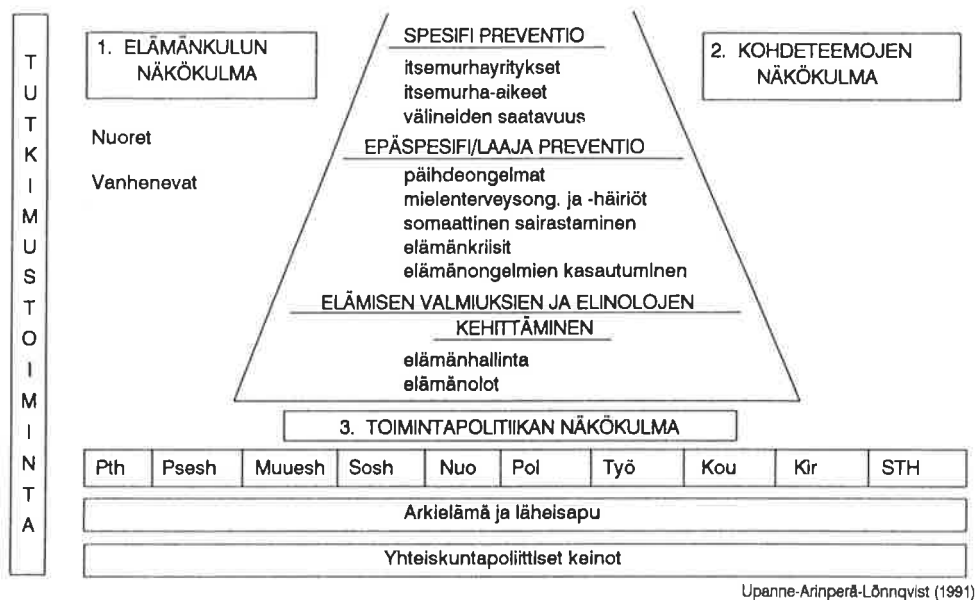 TUTKIMUSTOIMINTA
1. ELÄMÄNKULUN
NÄKÖKULMA
Nuoret
Vanhenevat
SPESIFI PREVENTIO
itsemurhayritykset
itsemurha-aikeet
välineiden saatavuus
EPÄSPESIFI/LAAJA PREVENTIO
päihdeongelmat
mielenterveysong. ja -häiriöt
somaattinen sairastaminen
elämänkriisit
elämänongelmien kasautuminen
ELÄMISEN VALMIUKSIEN JA ELINOLOJEN
KEHITTÄMINEN
elämänhallinta
elämänolot
2. KOHDETEEMOJEN
NÄKÖKULMA
3. TOIMINTAPOLITIIKAN NÄKÖKULMA
Pth Psesh Muuesh Sosh Nuo Pol Työ Kou Kir STH
Arkielämä ja läheisapu
Yhteiskuntapoliittiset keinot
Upanne-Arinperä-Lönnqvist (1991)